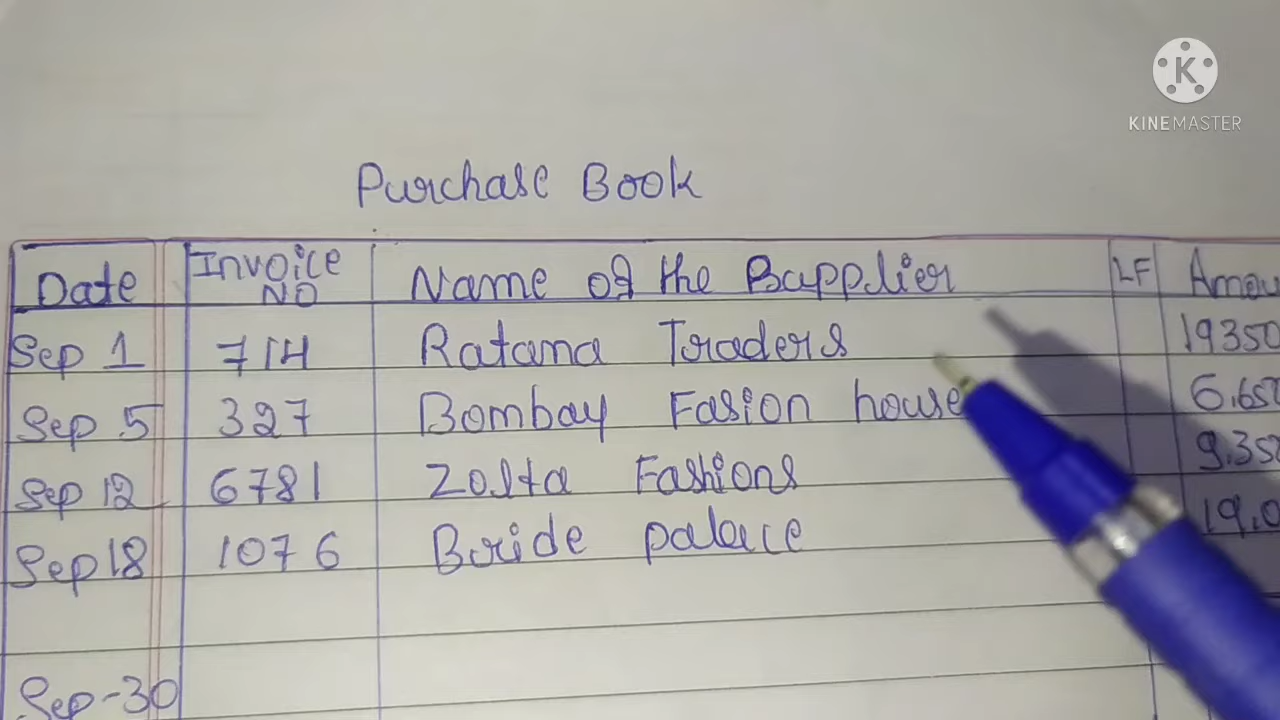 K
KINEMASTER
Purchase Book
Date Invoice NO Name of the Bupplier LF Amou
Sep 1 714 Ratama Traders 19350
Sep 5 327 Bombay Fasion house 6.65
Sep 12 6781 Zolta Fashions 9.35
Sep 18 1076 Bride palace 19.0
Sep-30